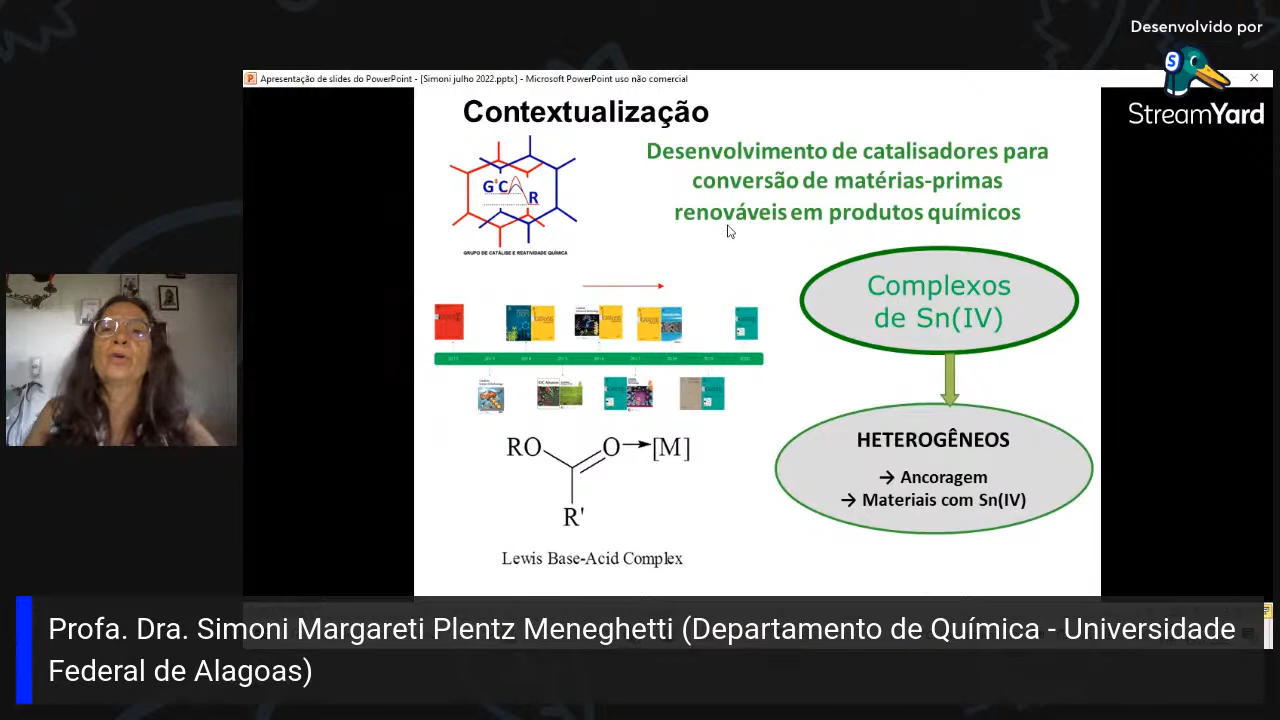 Desenvolvido por
StreamYard
Apresentação de slides do PowerPoint - [Simoni julho 2022.pptx] - Microsoft PowerPoint uso não comercial
Contextualização
G+CAR
GRUPO DE CATÁLISE E REATIVIDADE QUÍMICA
Desenvolvimento de catalisadores para
conversão de matérias-primas
renováveis em produtos químicos
Complexos
de Sn(IV)
HETEROGÊNEOS
→ Ancoragem
→ Materiais com Sn(IV)
RO
O→[M]
R'
Lewis Base-Acid Complex
Profa. Dra. Simoni Margareti Plentz Meneghetti (Departamento de Química - Universidade
Federal de Alagoas)